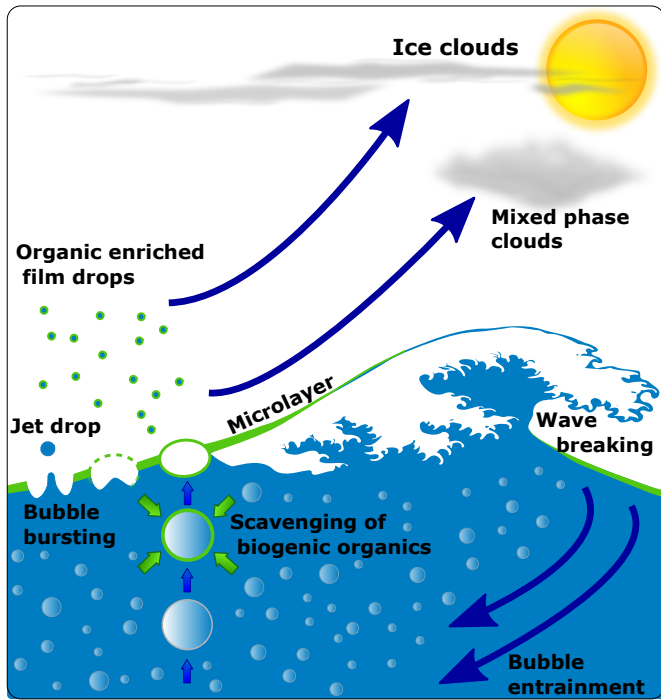 Ice clouds
Mixed phase
clouds
Organic enriched
film drops
Microlayer
Jet drop
Wave
breaking
Bubble
bursting
Scavenging of
biogenic organics
Bubble
entrainment